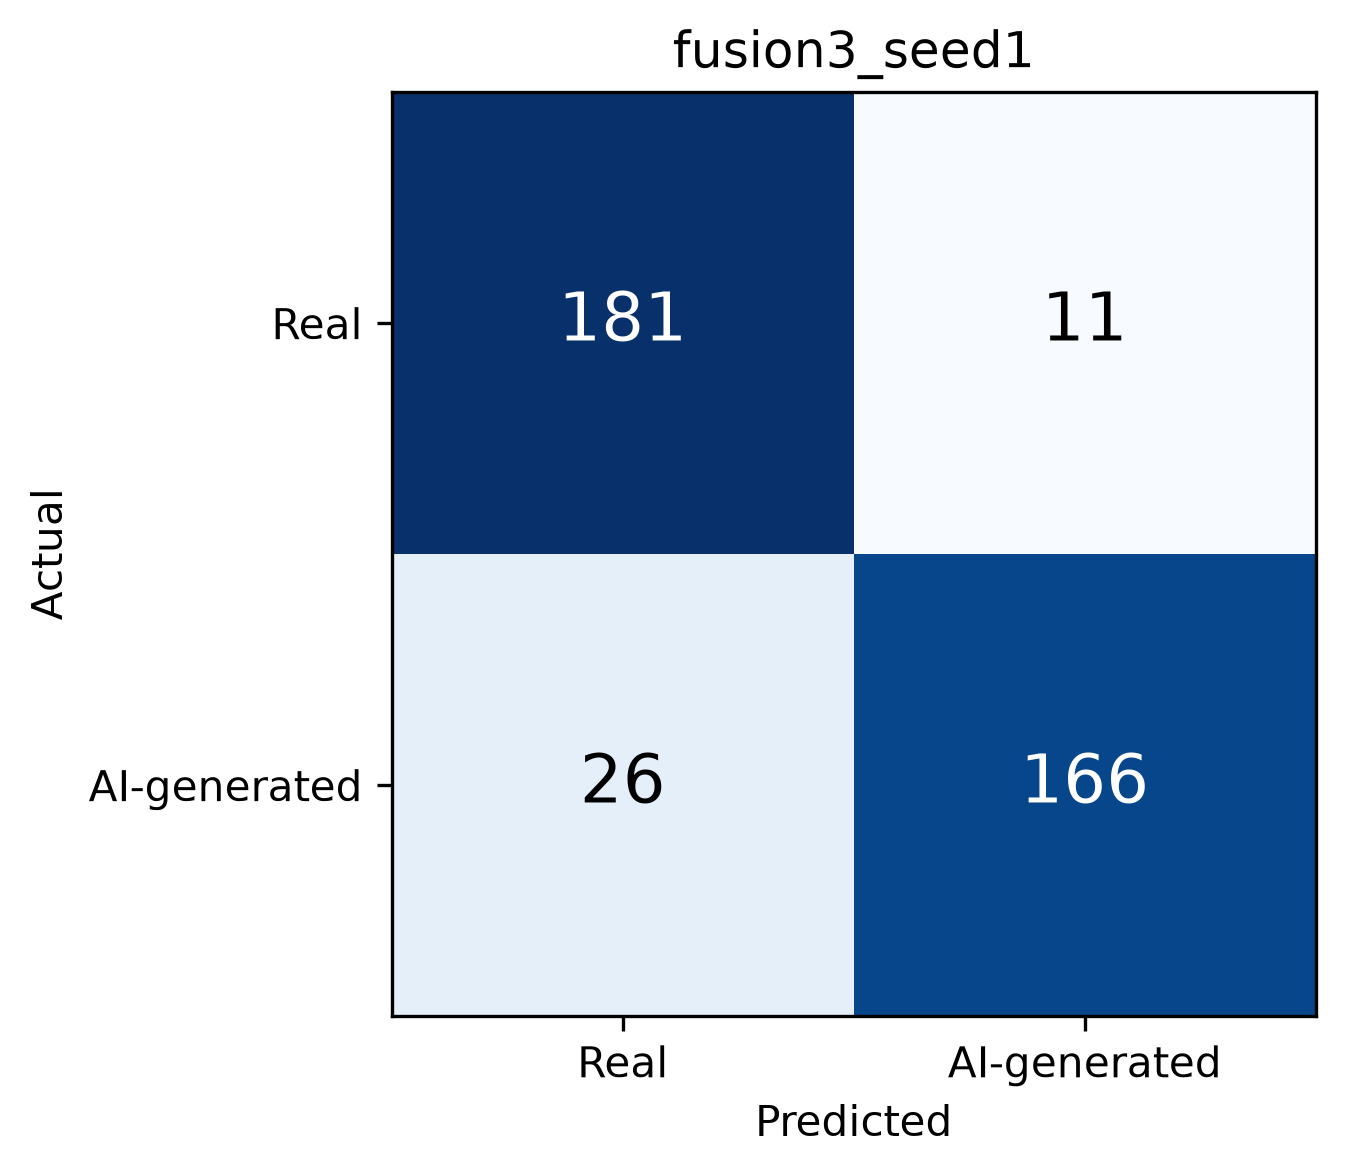 fusion3_seed1
Real
181
11
Actual
AI-generated
26
166
Real
AI-generated
Predicted